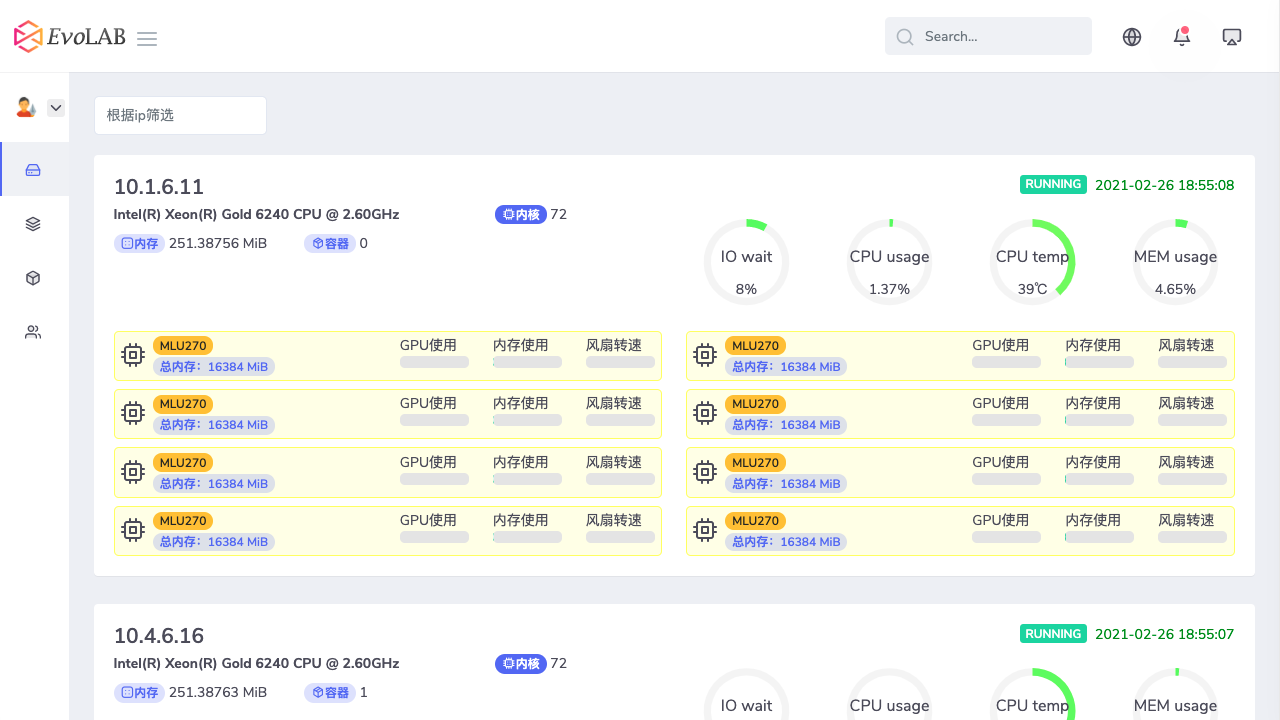 EvoLAB
Search...
根据ip筛选
10.1.6.11
RUNNING 2021-02-26 18:55:08
Intel(R) Xeon(R) Gold 6240 CPU @ 2.60GHz
内核 72
内存 251.38756 MiB
容器 0
IO wait
8%
CPU usage
1.37%
CPU temp
39℃
MEM usage
4.65%
MLU270
总内存：16384 MiB
GPU使用 内存使用 风扇转速
MLU270
总内存：16384 MiB
GPU使用 内存使用 风扇转速
MLU270
总内存：16384 MiB
GPU使用 内存使用 风扇转速
MLU270
总内存：16384 MiB
GPU使用 内存使用 风扇转速
MLU270
总内存：16384 MiB
GPU使用 内存使用 风扇转速
MLU270
总内存：16384 MiB
GPU使用 内存使用 风扇转速
MLU270
总内存：16384 MiB
GPU使用 内存使用 风扇转速
MLU270
总内存：16384 MiB
GPU使用 内存使用 风扇转速
10.4.6.16
RUNNING 2021-02-26 18:55:07
Intel(R) Xeon(R) Gold 6240 CPU @ 2.60GHz
内核 72
内存 251.38763 MiB
容器 1
IO wait
CPU usage
CPU temp
MEM usage